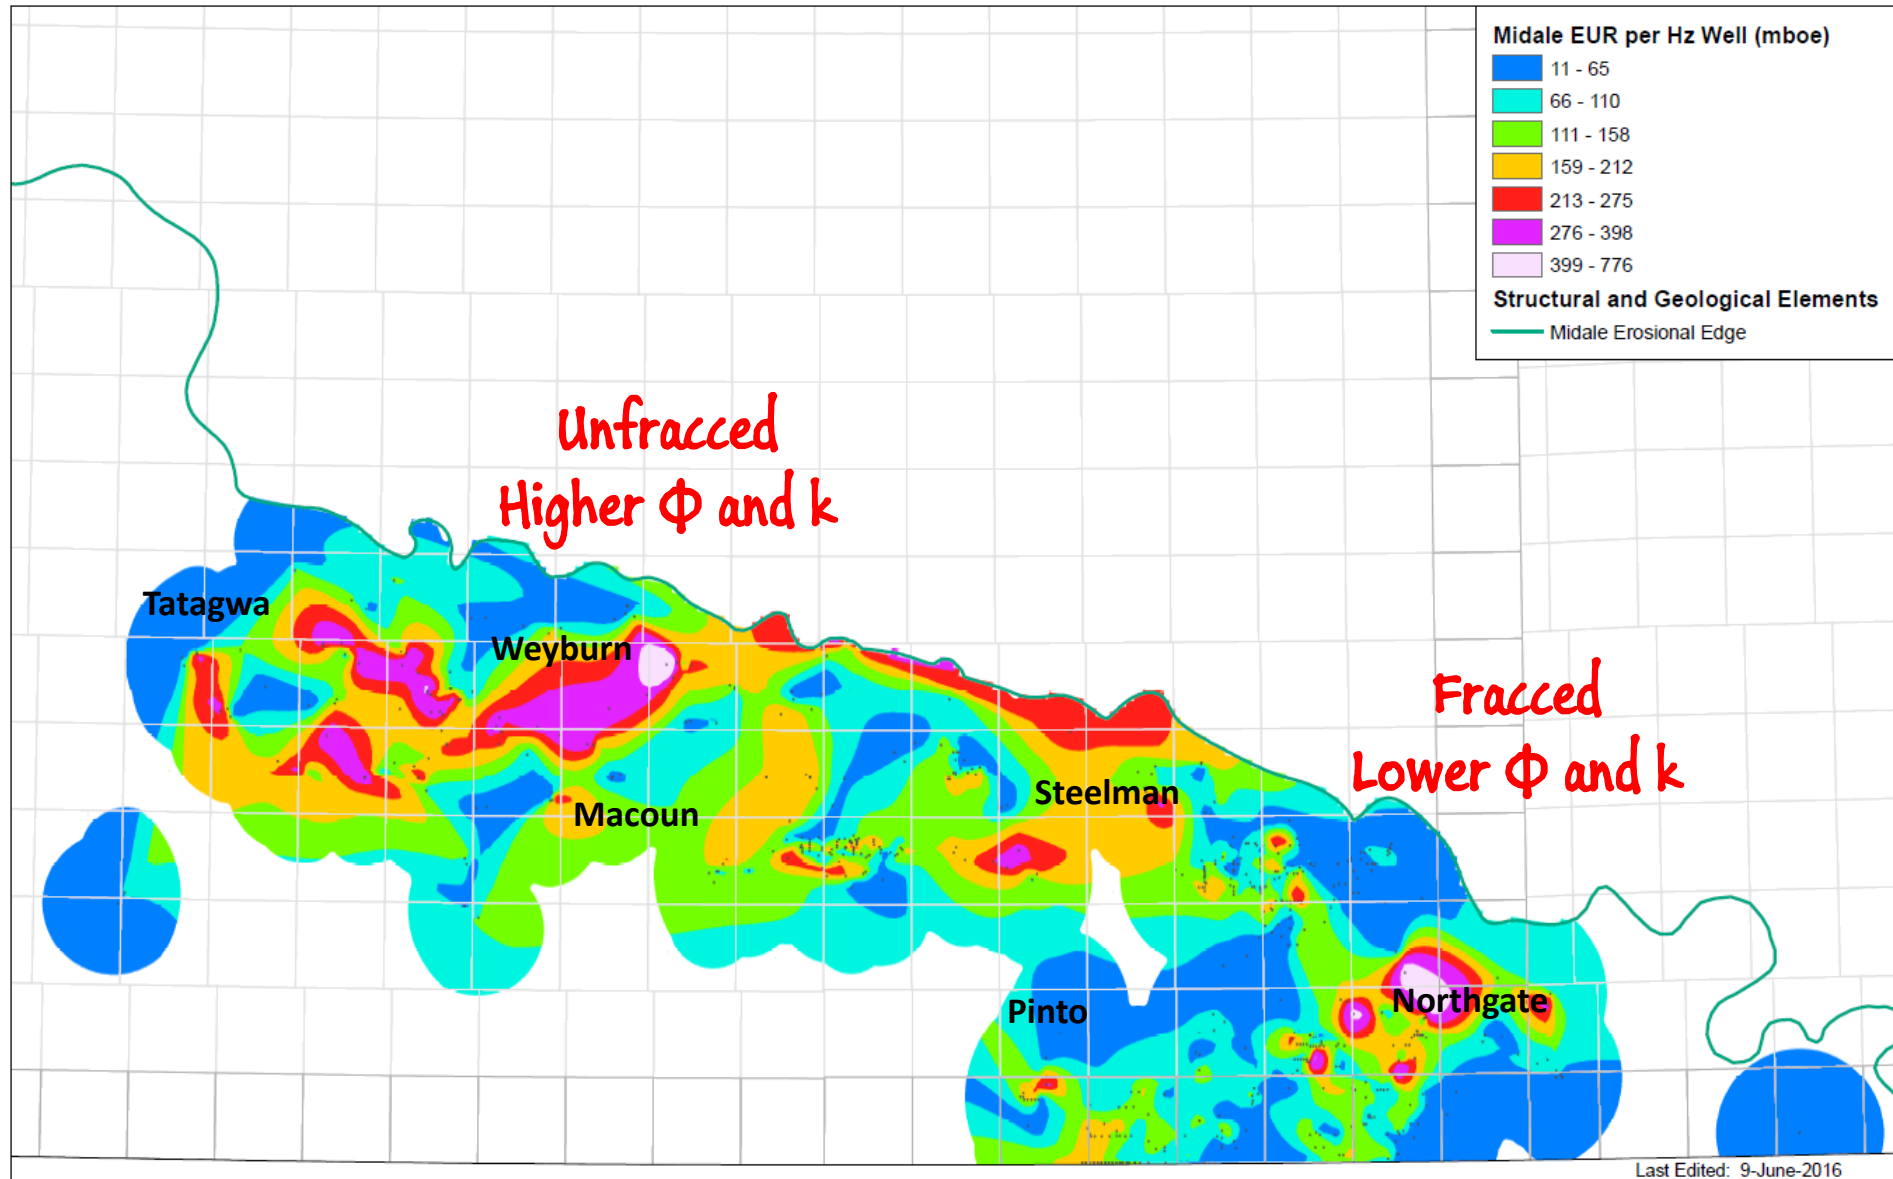 Midale EUR per Hz Well (mboe)
11 - 65
66 - 110
111 - 158
159 - 212
213 - 275
276 - 398
399 - 776
Structural and Geological Elements
Midale Erosional Edge
Unfracced
Higher Φ and k
Tatagwa
Weyburn
Fracced
Lower Φ and k
Steelman
Macoun
Pinto
Northgate
Last Edited: 9-June-2016